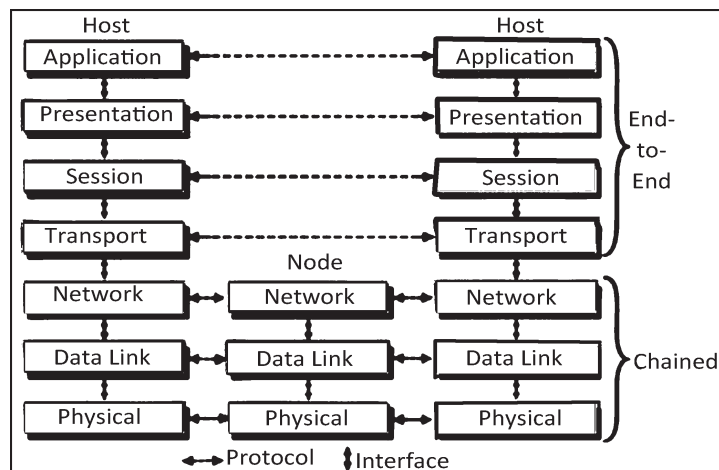 Host Host
Application Application
Presentation Presentation
Session Session
Transport Transport
End-
to-
End
Node
Network Network Network
Data Link Data Link Data Link
Physical Physical Physical
Chained
Protocol Interface